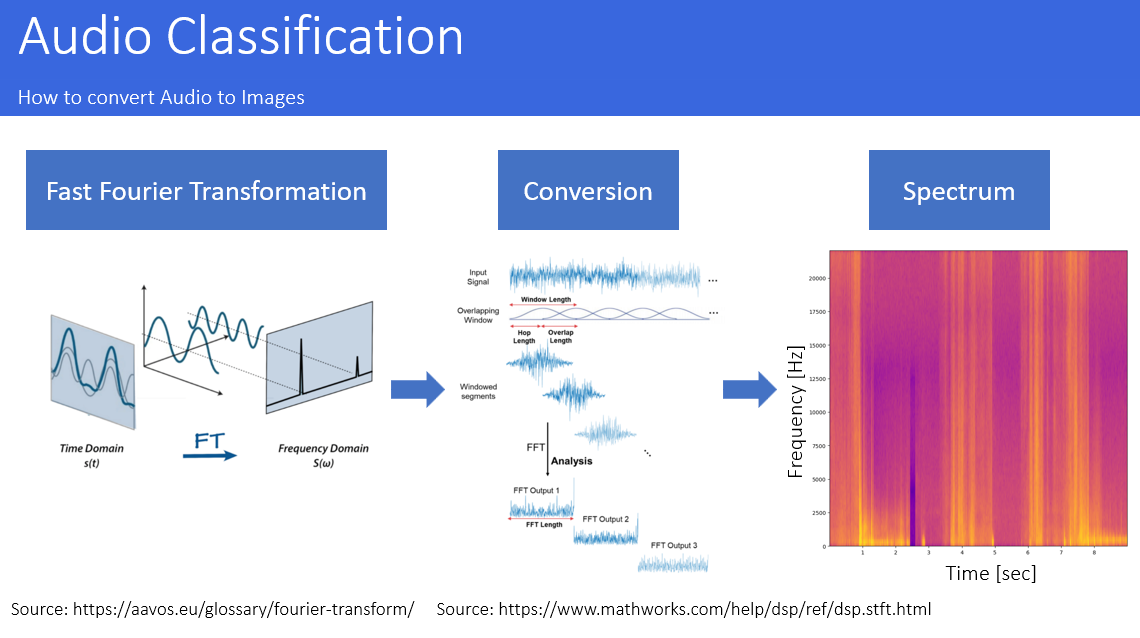 Audio Classification
How to convert Audio to Images
Fast Fourier Transformation
Conversion
Spectrum
Time Domain
s(t)
FT
Frequency Domain
S(ω)
Input
Signal
...
Window Length
Overlapping
Window
...
Hop
Length
Overlap
Length
Windowed
segments
FFT
Analysis
FFT Output 1
FFT Length
FFT Output 2
FFT Output 3
Frequency [Hz]
20000
17500
15000
12500
10000
7500
5000
2500
0
1 2 3 4 5 6 7 8
Time [sec]
Source: https://aavos.eu/glossary/fourier-transform/
Source: https://www.mathworks.com/help/dsp/ref/dsp.stft.html